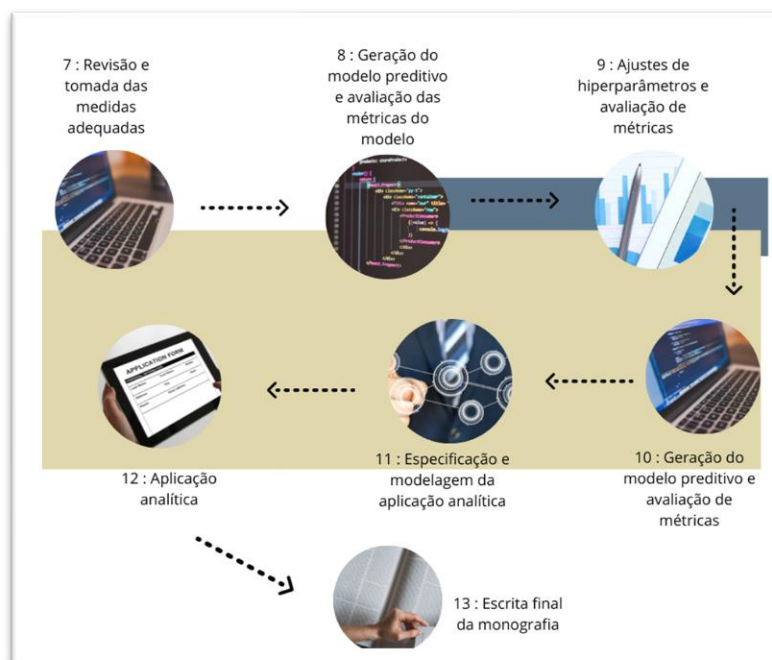 7 : Revisão e
tomada das
medidas
adequadas
8 : Geração do
modelo preditivo
e avaliação das
métricas do
modelo
9 : Ajustes de
hiperparâmetros e
avaliação de
métricas
10 : Geração do
modelo preditivo e
avaliação de
métricas
11 : Especificação e
modelagem da
aplicação analítica
APPLICATION FORM
12 : Aplicação
analítica
13 : Escrita final
da monografia